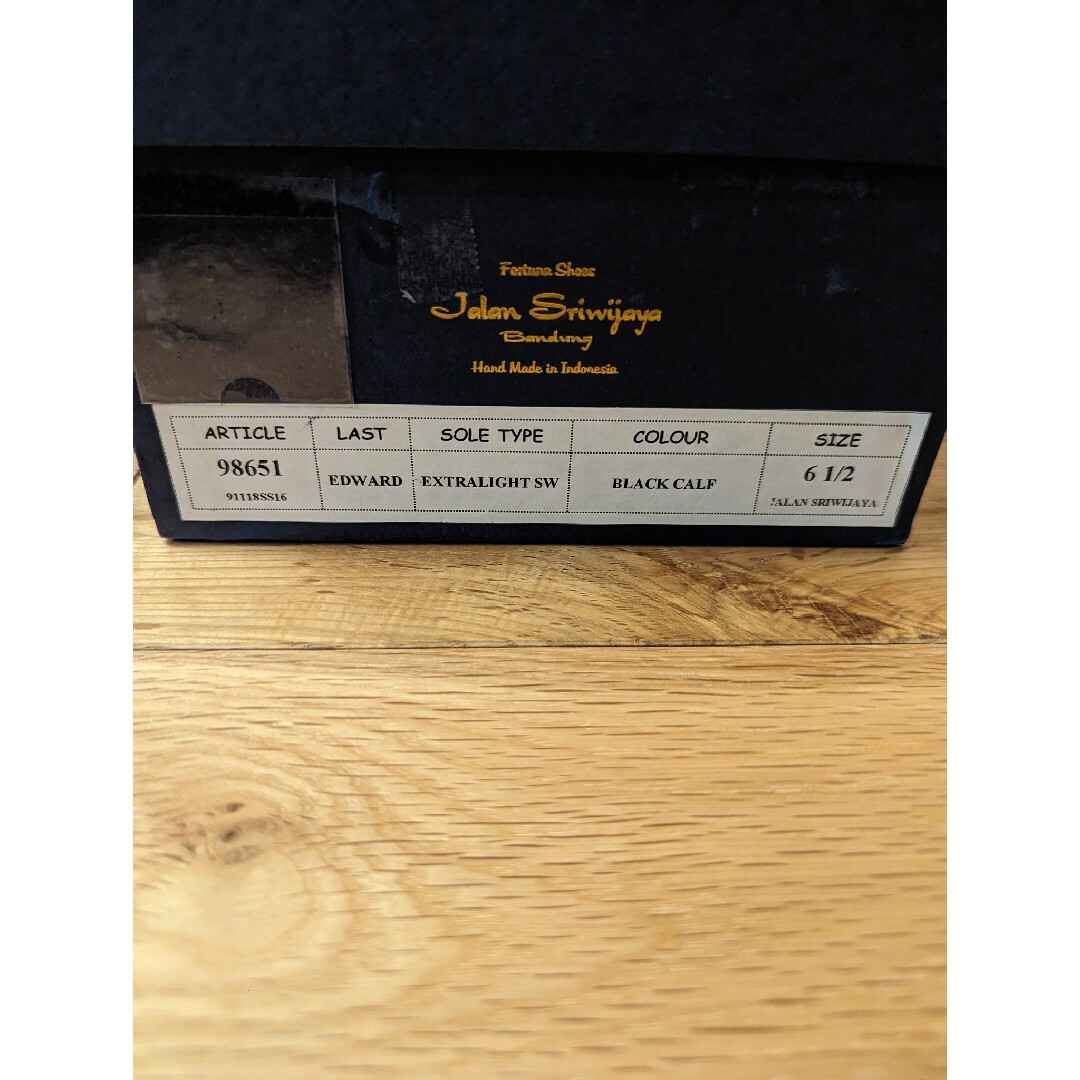 Fortuna Shoes
Jalan Sriwijaya
Bandung
Hand Made in Indonesia
ARTICLE LAST SOLE TYPE COLOUR SIZE
98651 EDWARD EXTRALIGHT SW BLACK CALF 6 1/2
91118SS16 JALAN SRIWIJAYA